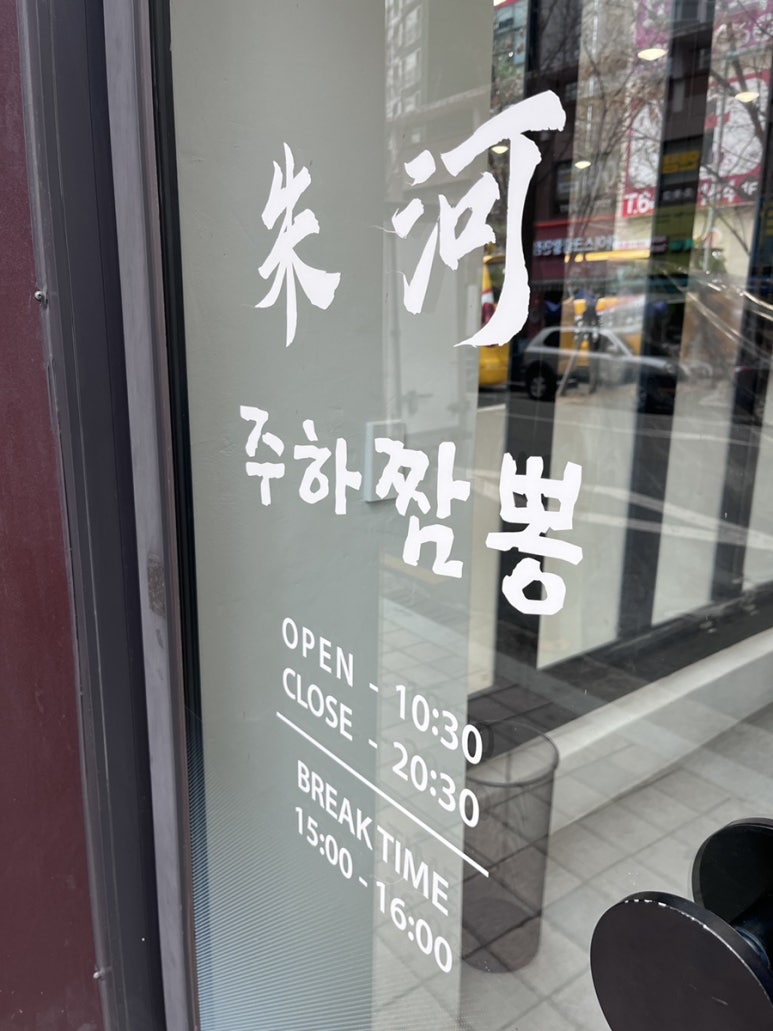 朱河
주하짬뽕
OPEN - 10:30
CLOSE - 20:30
BREAK TIME
15:00 - 16:00